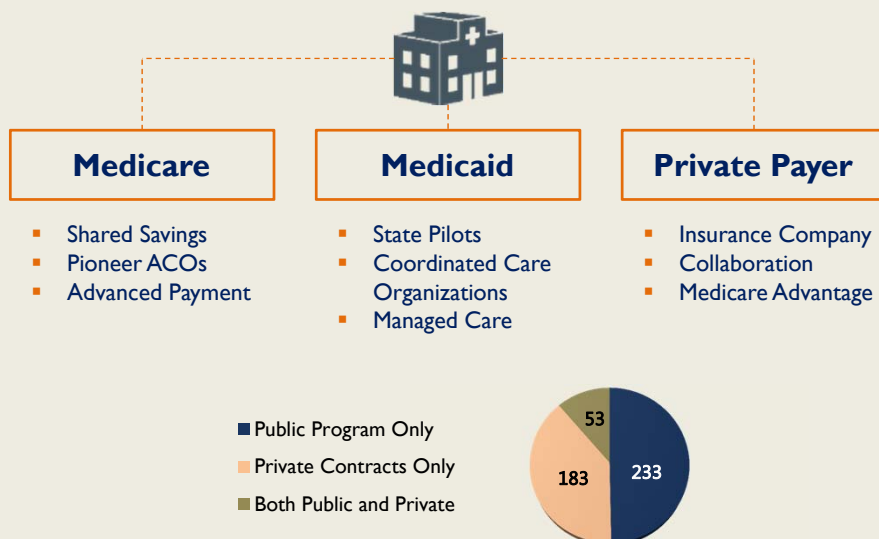 Medicare
Medicaid
Private Payer
Shared Savings
Pioneer ACOs
Advanced Payment
State Pilots
Coordinated Care
Organizations
Managed Care
Insurance Company
Collaboration
Medicare Advantage
Public Program Only
Private Contracts Only
Both Public and Private
53
183
233